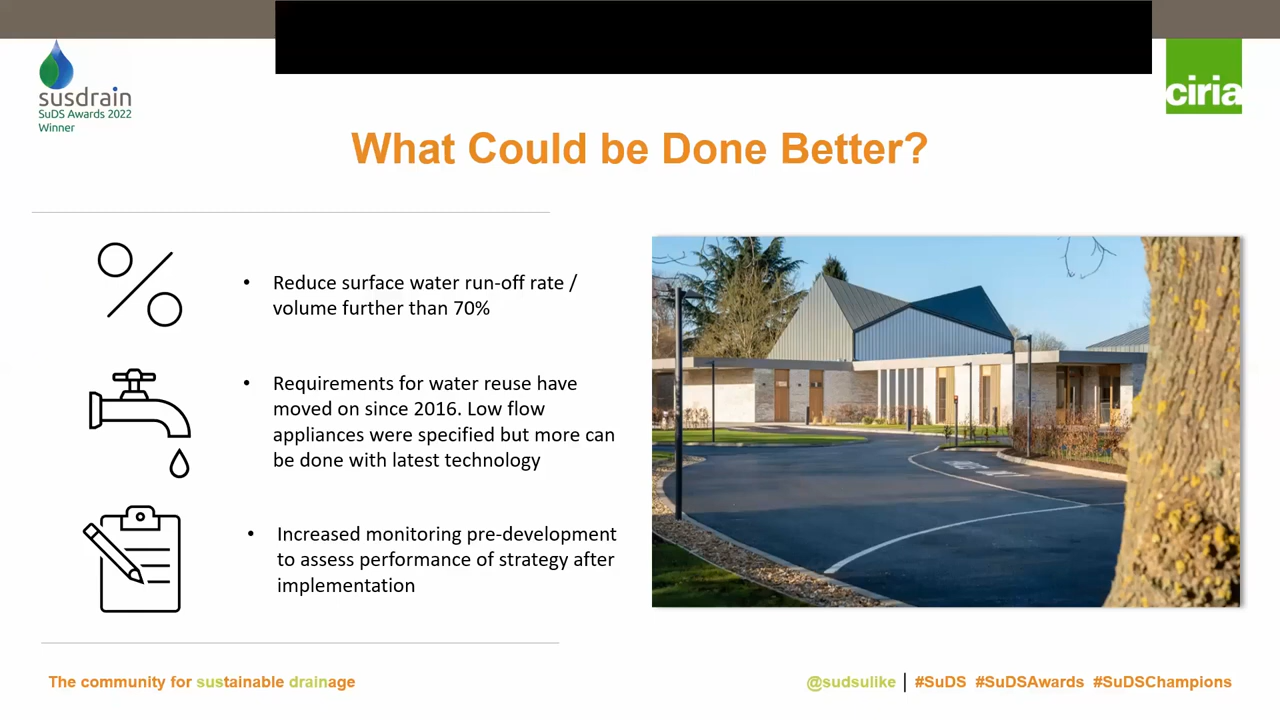 susdrain
SuDS Awards 2022
Winner
ciria
What Could be Done Better?
• Reduce surface water run-off rate /
volume further than 70%
• Requirements for water reuse have
moved on since 2016. Low flow
appliances were specified but more can
be done with latest technology
• Increased monitoring pre-development
to assess performance of strategy after
implementation
The community for sustainable drainage
@sudsulike | #SuDS #SuDSAwards #SuDSChampions